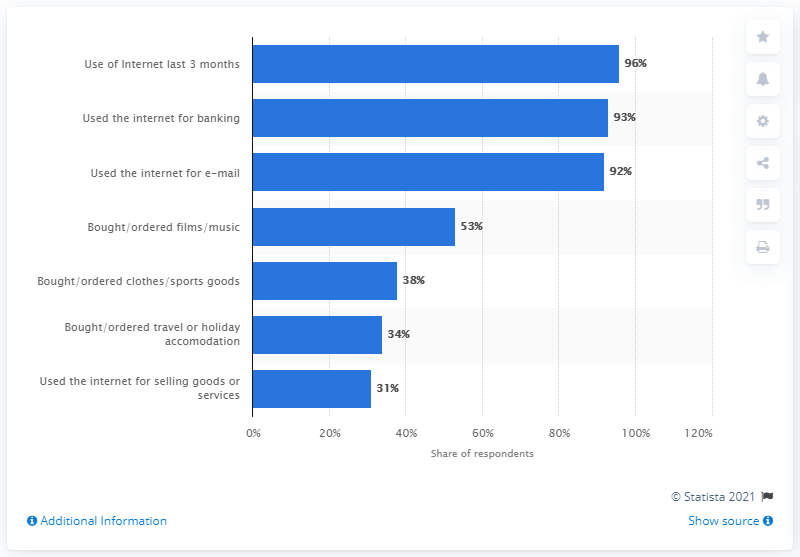 Use of Internet last 3 months
96%
Used the internet for banking
93%
Used the internet for e-mail
92%
Bought/ordered films/music
53%
Bought/ordered clothes/sports goods
38%
Bought/ordered travel or holiday
accomodation
34%
Used the internet for selling goods or
services
31%
0% 20% 40% 60% 80% 100% 120%
Share of respondents
© Statista 2021
Additional Information
Show source